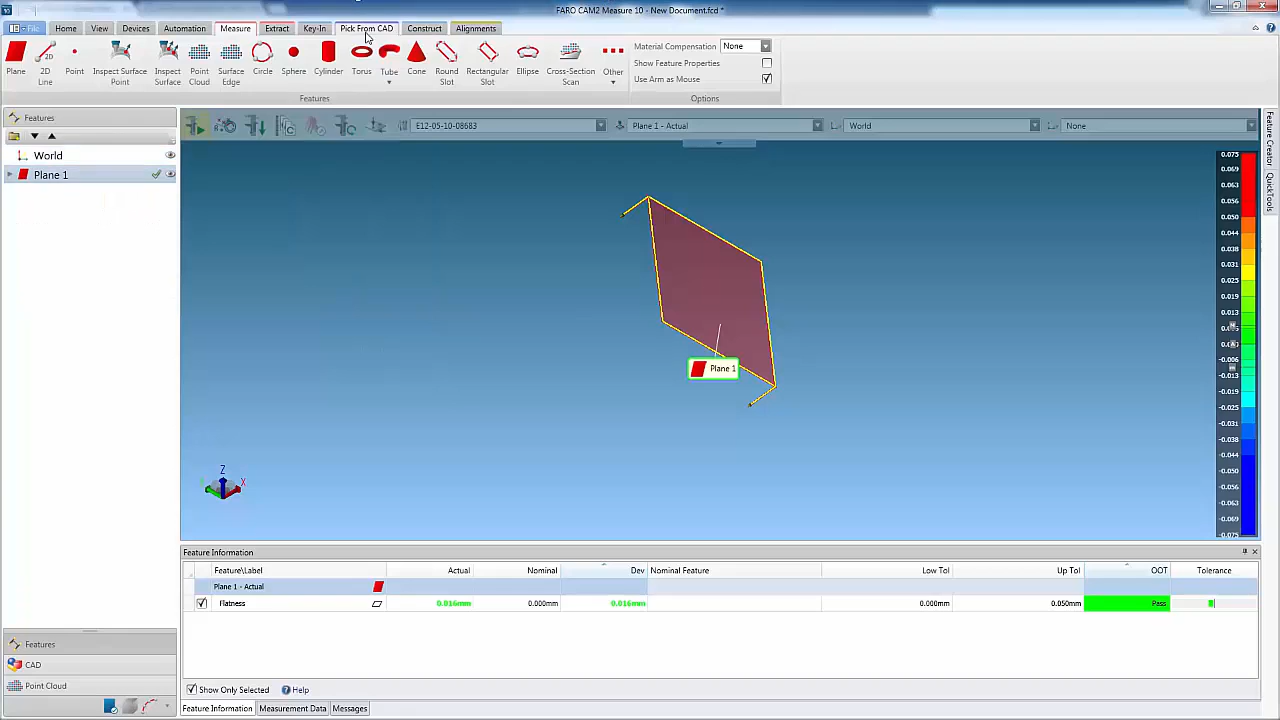 FARO CAM2 Measure 10 - New Document.fcd *
File Home View Devices Automation Measure Extract Key-In Pick From CAD Construct Alignments
Plane 2D Line Point Inspect Surface Point Inspect Surface Point Cloud Surface Edge Circle Sphere Cylinder Torus Tube Cone Round Slot Rectangular Slot Ellipse Cross-Section Scan Other
Material Compensation None
Show Feature Properties
Use Arm as Mouse
Features Options
Features
E12-05-10-08683 Plane 1 - Actual World None
World
Plane 1
Plane 1
Z
X
0.075
0.069
0.063
0.056
0.050
0.044
0.038
0.031
0.025
0.019
0.013
-0.006
-0.013
-0.019
-0.025
-0.031
-0.038
-0.044
-0.050
-0.056
-0.063
-0.069
Feature Creator
QuickTools
Feature Information
Feature\Label Actual Nominal Dev Nominal Feature Low Tol Up Tol OOT Tolerance
Plane 1 - Actual
Flatness 0.016mm 0.000mm 0.016mm 0.000mm 0.050mm Pass
Features
CAD
Point Cloud
Show Only Selected Help
Feature Information Measurement Data Messages